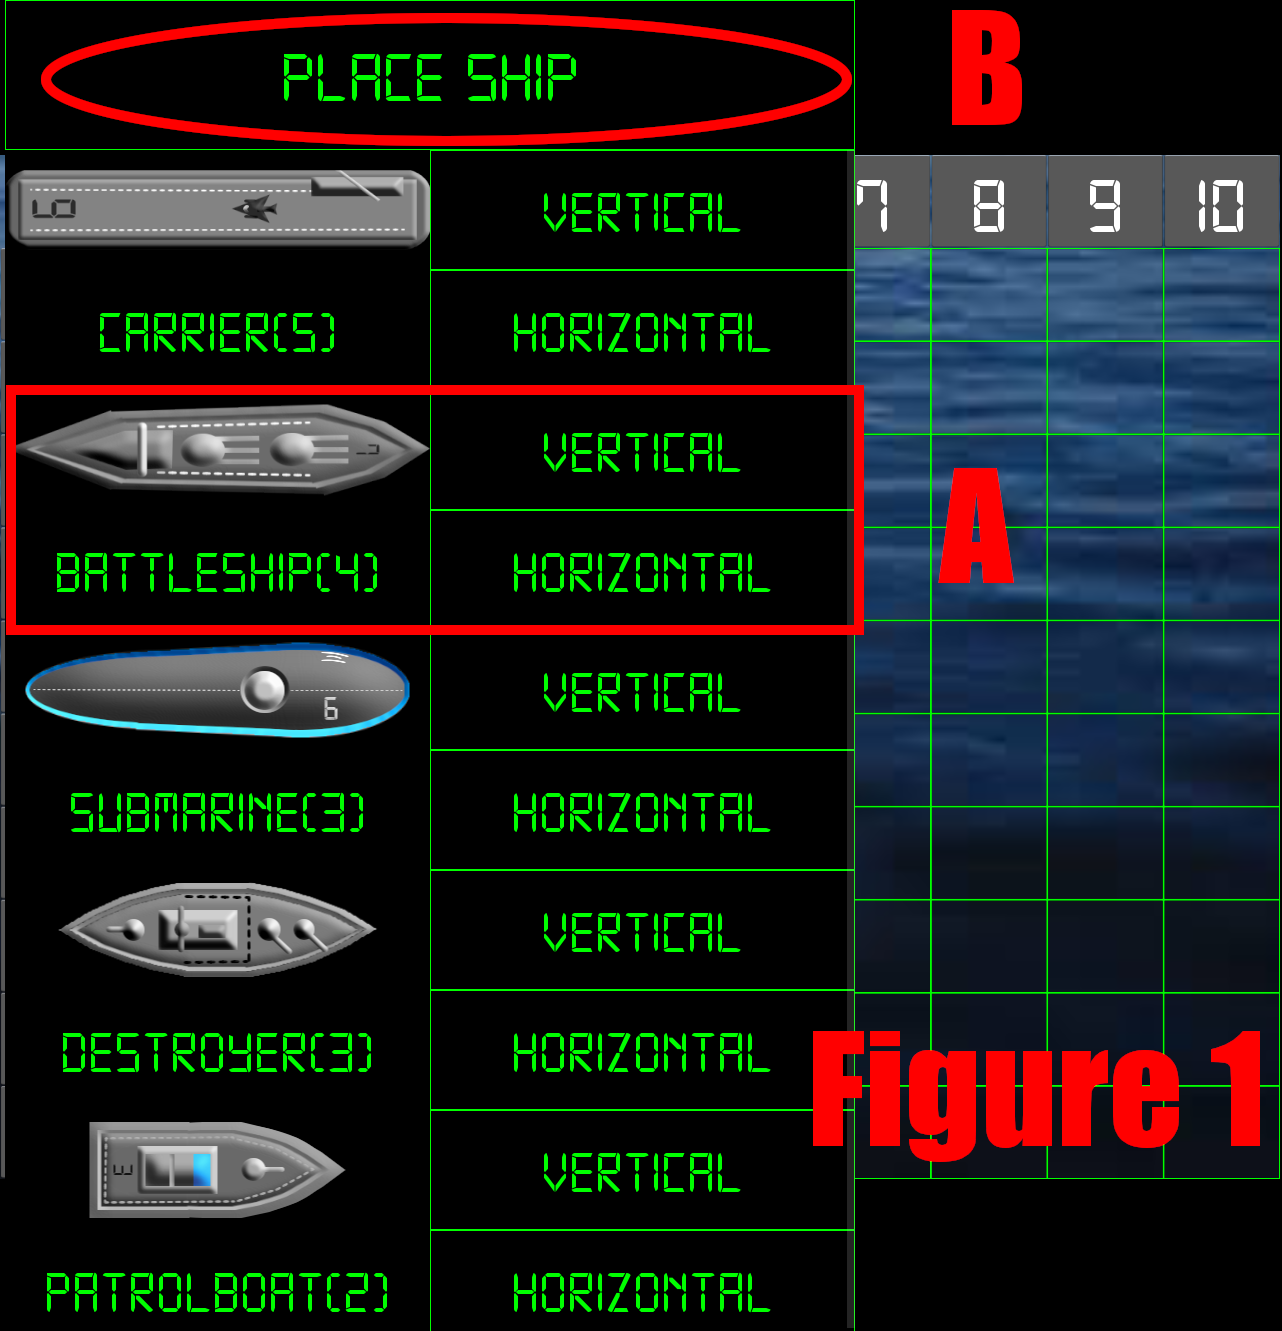 PLACE SHIP
B
7 8 9 10
VERTICAL
CARRIER(5)
HORIZONTAL
VERTICAL
BATTLESHIP(4)
HORIZONTAL
A
VERTICAL
6
SUBMARINE(3)
HORIZONTAL
VERTICAL
DESTROYER(3)
HORIZONTAL
Figure 1
VERTICAL
PATROLBOAT(2)
HORIZONTAL